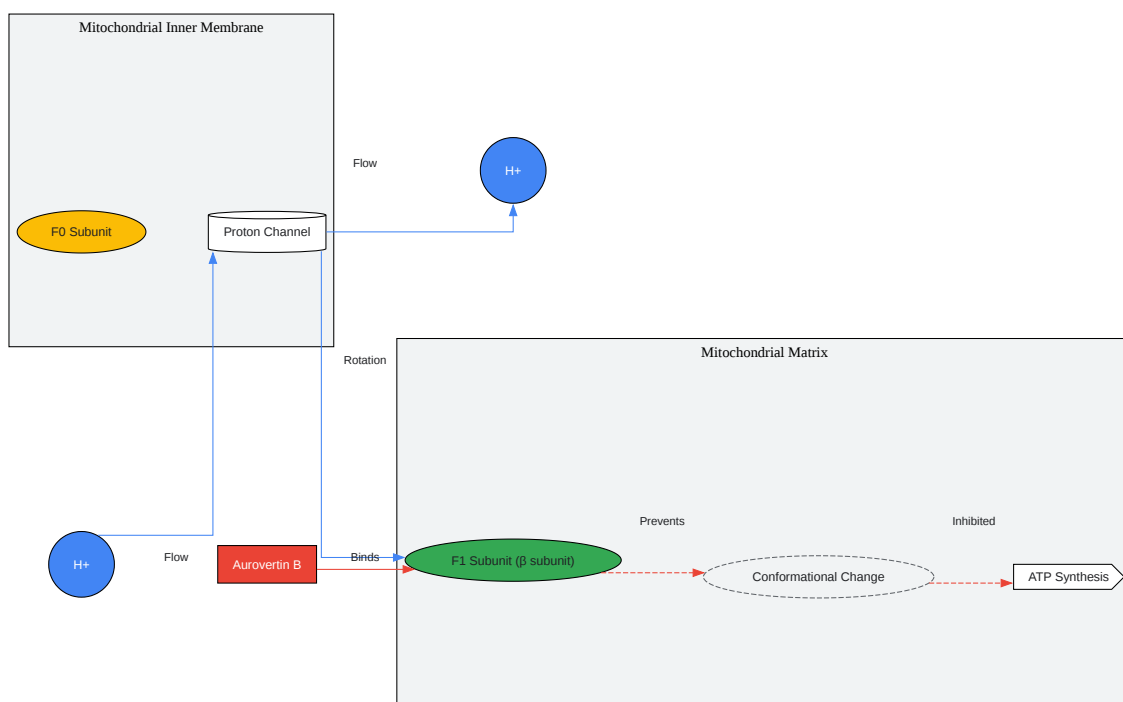 Mitochondrial Inner Membrane
Flow
H+
F0 Subunit
Proton Channel
Rotation
Mitochondrial Matrix
Prevents
Inhibited
H+
Flow
Aurovertin B
Binds
F1 Subunit (β subunit)
Conformational Change
ATP Synthesis